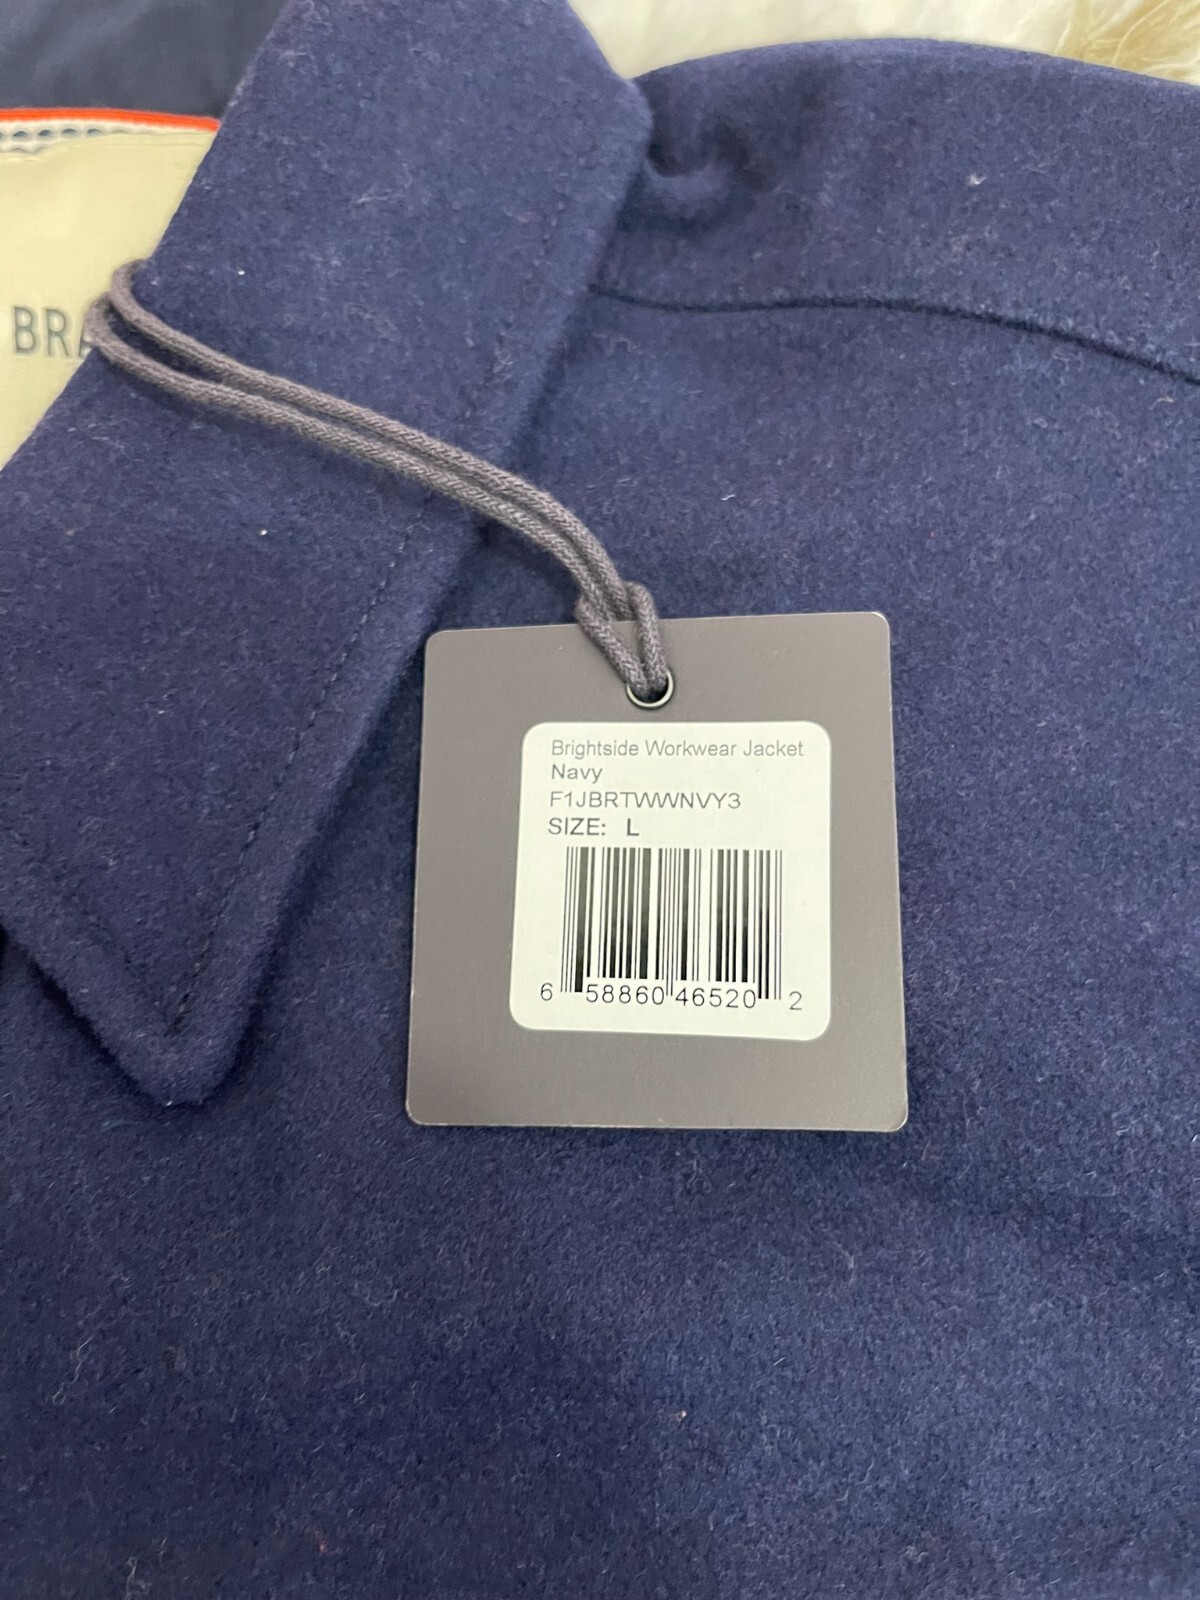 BRA
Brightside Workwear Jacket
Navy
F1JBRTWWNVY3
SIZE: L
6 58860 46520 2